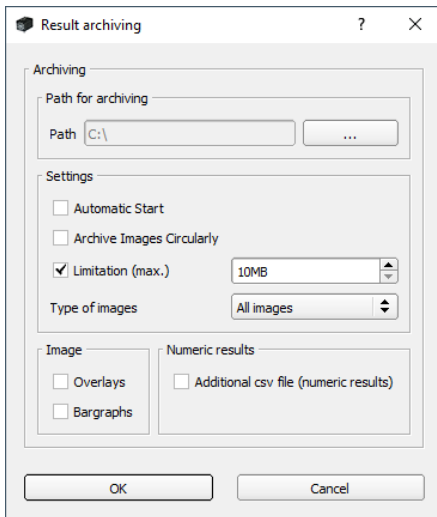 Result archiving
?
Archiving
Path for archiving
Path C:\ ...
Settings
Automatic Start
Archive Images Circularly
Limitation (max.) 10MB
Type of images All images
Image Numeric results
Overlays Additional csv file (numeric results)
Bargraphs
OK Cancel